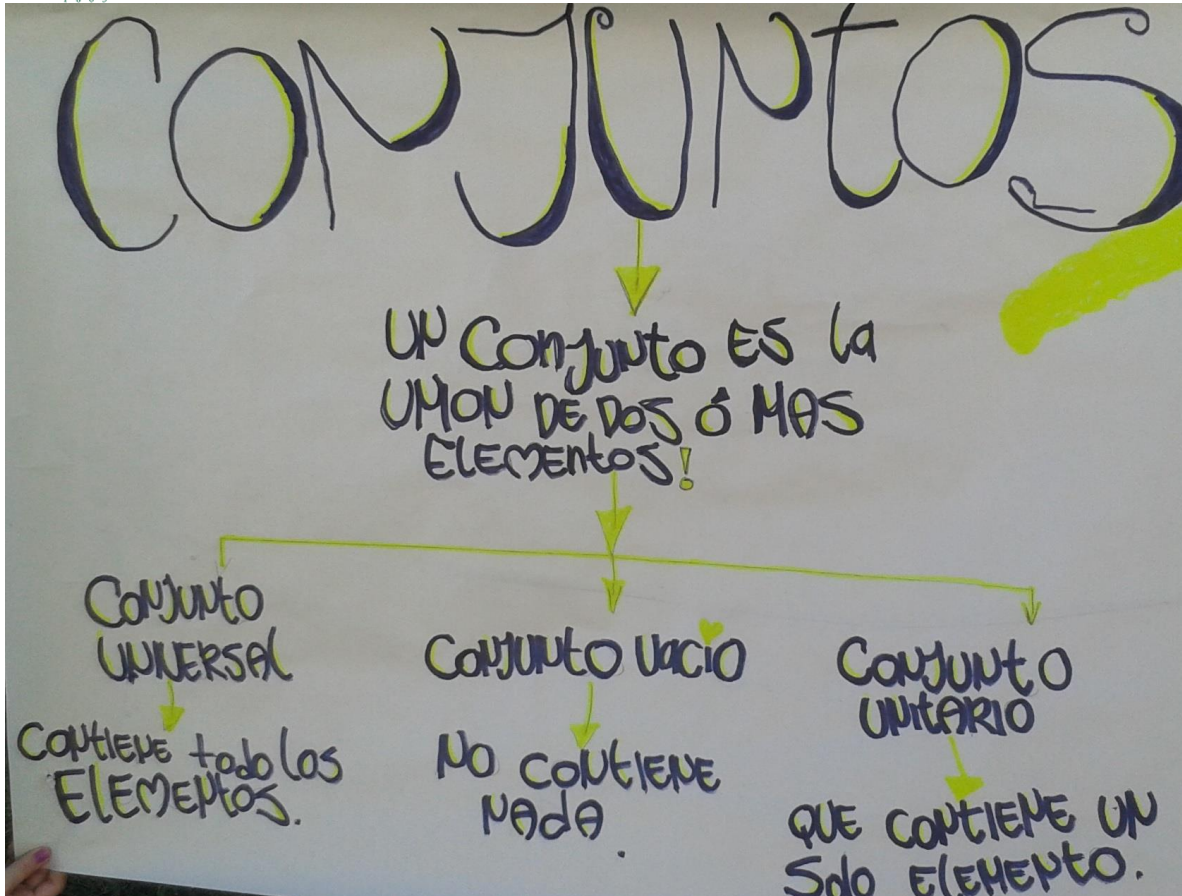 CONJUNTOS
UN CONJUNTO ES la
UNION DE DOS Ó MAS
ElEMENtoS!
CONJUNtO
UNIVERSAL
CONTIENE todo los
ElEMENtOS.
CONJUNtO VacíO
NO CONTIENE
NAdA.
CONJUNtO
UNItARIO
QUE CONTIENE UN
Solo ElEMENtO.